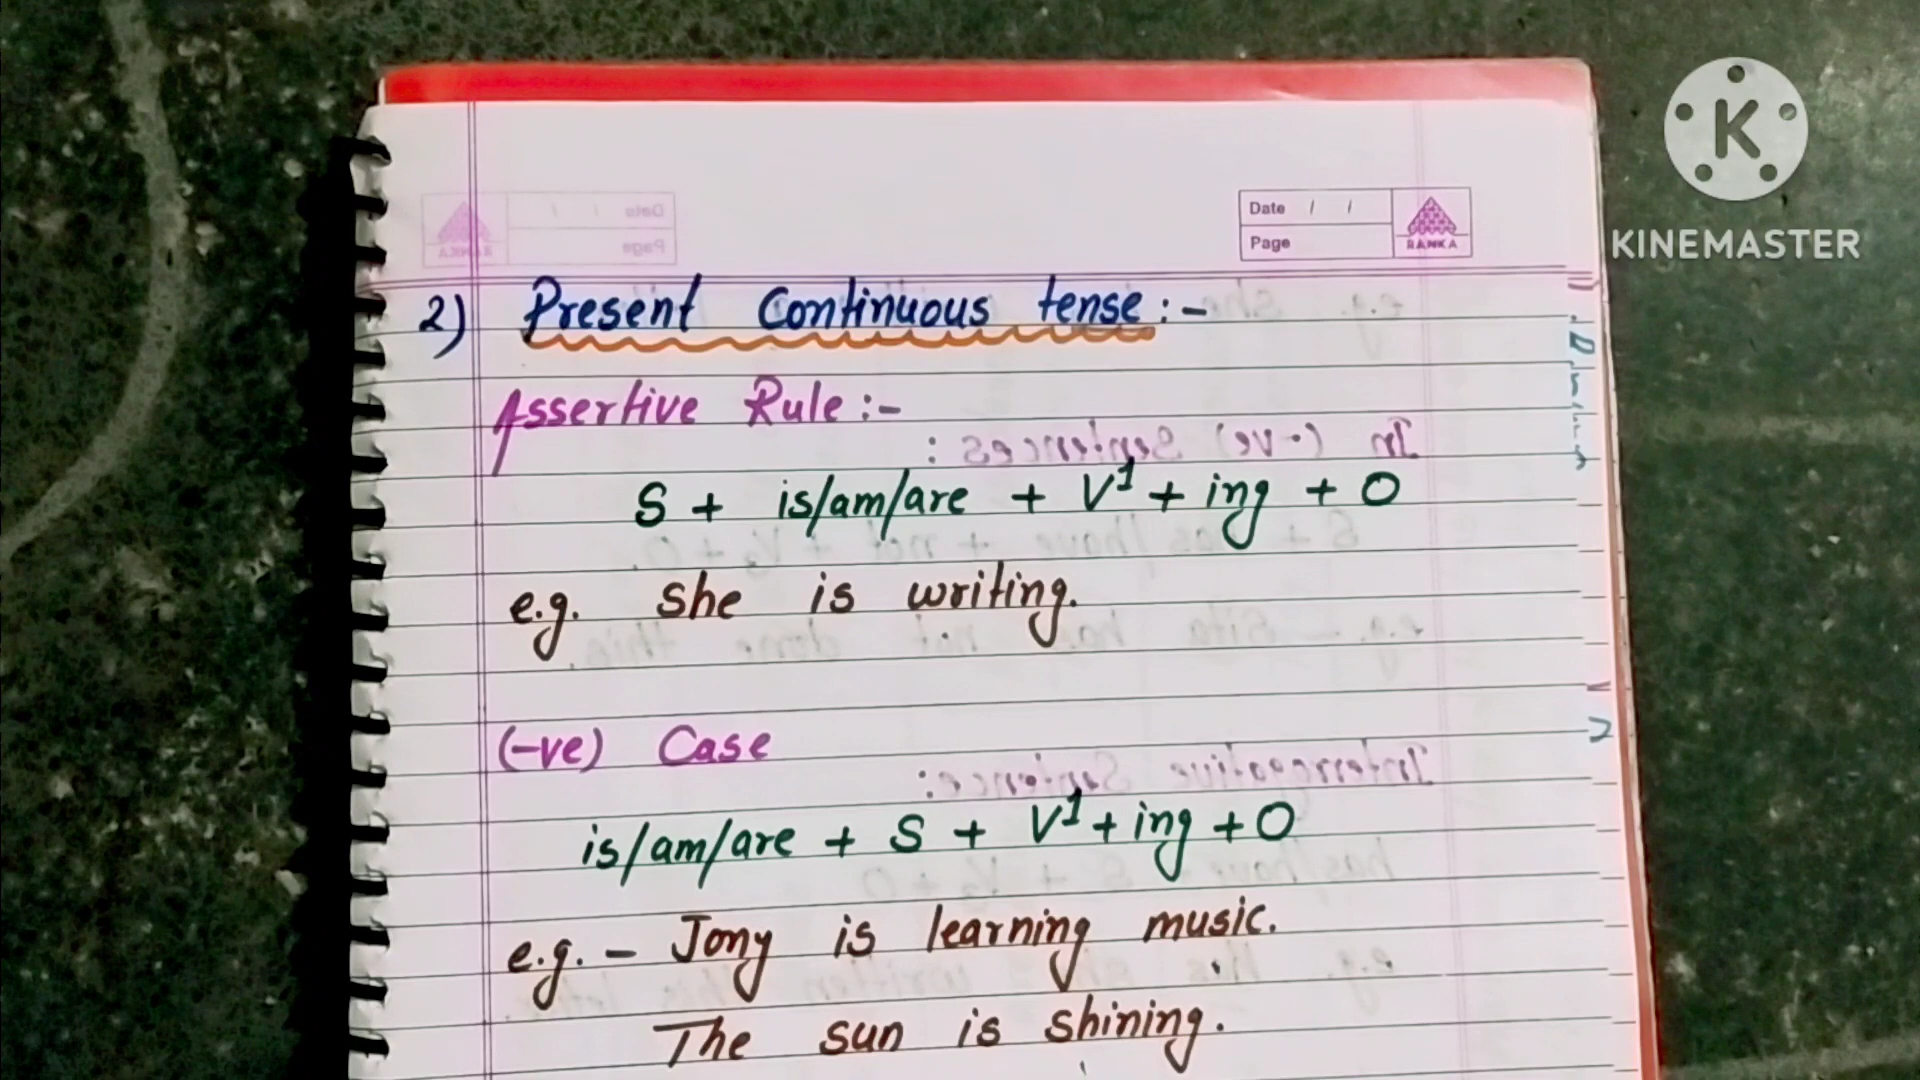 Date / /
Page
RANKA
KINEMASTER
2) Present Continuous tense :-
Assertive Rule :-
S + is/am/are + V¹ + ing + O
e.g. she is writing.
(-ve) Case
is/am/are + S + V¹ + ing + O
e.g. - Jony is learning music.
The sun is shining.